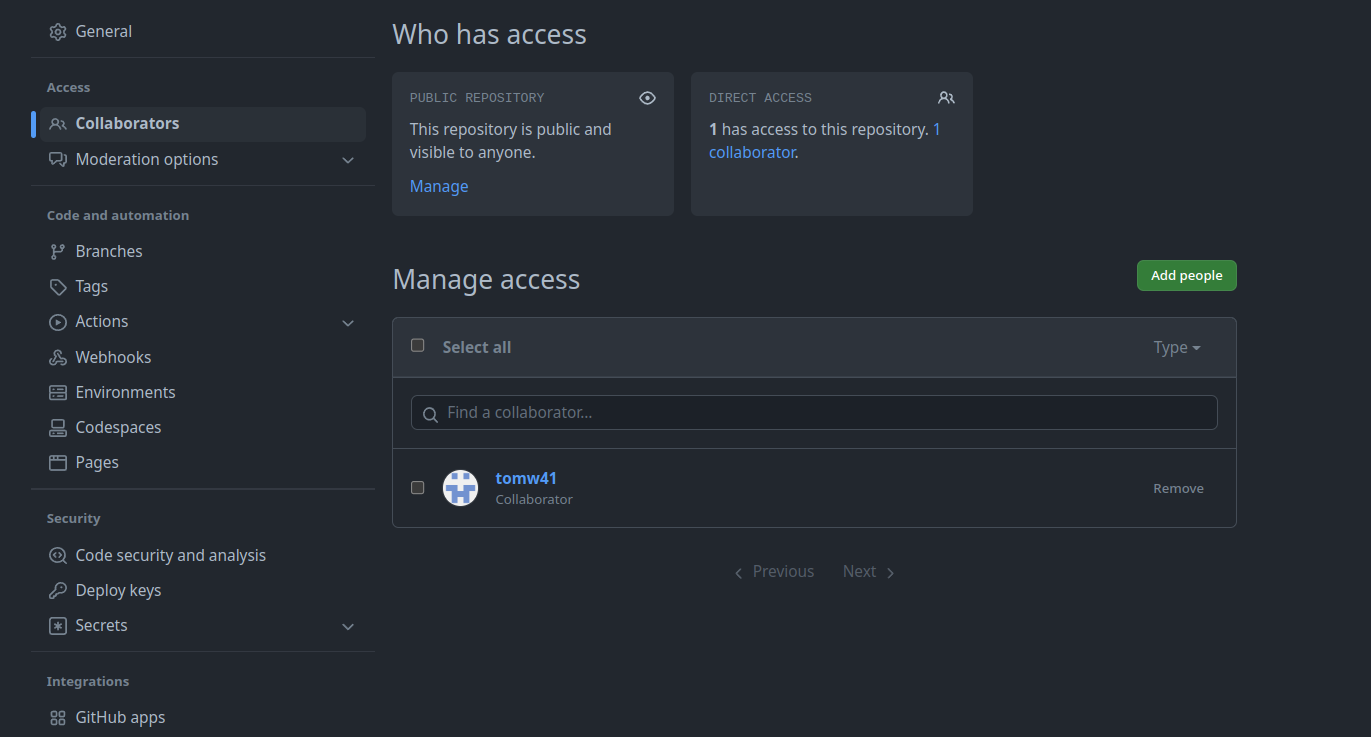 General
Access
Collaborators
Moderation options
Code and automation
Branches
Tags
Actions
Webhooks
Environments
Codespaces
Pages
Security
Code security and analysis
Deploy keys
Secrets
Integrations
GitHub apps
Who has access
PUBLIC REPOSITORY
This repository is public and
visible to anyone.
Manage
DIRECT ACCESS
1 has access to this repository. 1
collaborator.
Manage access
Add people
Select all
Type
Find a collaborator...
tomw41
Collaborator
Remove
Previous
Next